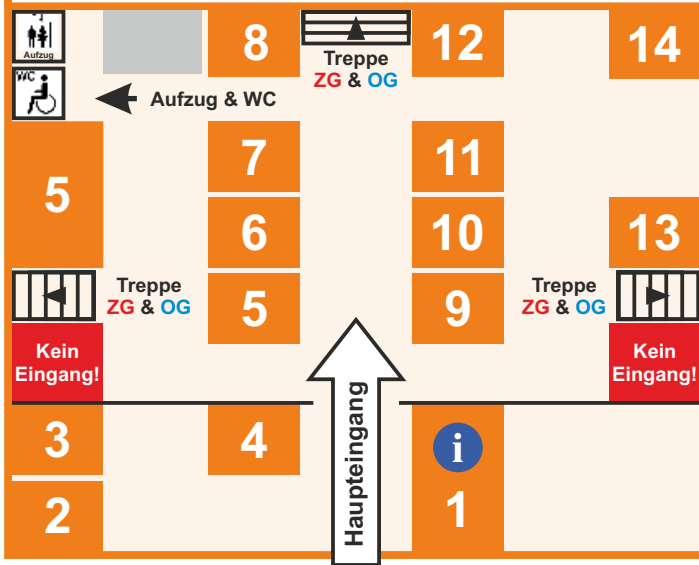 Aufzug
8
Treppe
ZG & OG
12
14
WC
Aufzug & WC
5
7
11
6
10
13
Treppe
ZG & OG
5
9
Treppe
ZG & OG
Kein
Eingang!
Kein
Eingang!
Haupteingang
3
4
i
2
1